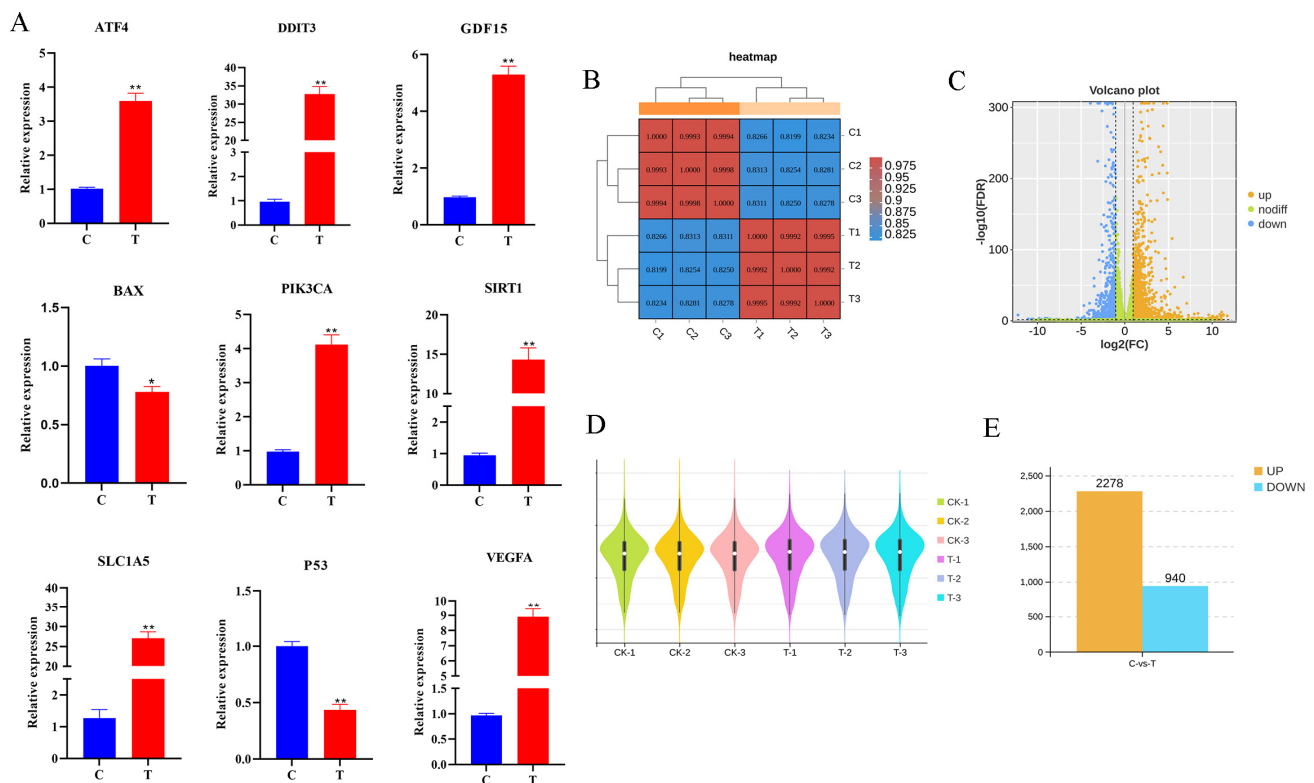 A
ATF4
Relative expression
5
4
3
2
1
0
C T
**
DDIT3
Relative expression
40
35
30
25
20
3
2
1
0
C T
**
GDF15
Relative expression
6
4
2
0
C T
**
BAX
Relative expression
1.5
1.0
0.5
0.0
C T
*
PIK3CA
Relative expression
5
4
3
2
1
0
C T
**
SIRT1
Relative expression
20
15
10
2
1
0
C T
**
SLC1A5
Relative expression
40
35
30
25
20
2
1
0
C T
**
P53
Relative expression
1.5
1.0
0.5
0.0
C T
**
VEGFA
Relative expression
10
9
8
7
6
5
1.5
1.0
0.5
0.0
C T
**
B
heatmap
1.0000 0.9993 0.9994 0.8266 0.8199 0.8234 C1
0.9993 1.0000 0.9998 0.8313 0.8254 0.8281 C2
0.9994 0.9998 1.0000 0.8311 0.8250 0.8278 C3
0.8266 0.8313 0.8311 1.0000 0.9992 0.9995 T1
0.8199 0.8254 0.8250 0.9992 1.0000 0.9992 T2
0.8234 0.8281 0.8278 0.9995 0.9992 1.0000 T3
C1 C2 C3 T1 T2 T3
0.975
0.95
0.925
0.9
0.875
0.85
0.825
C
Volcano plot
-log10(FDR)
300
200
100
0
-10 -5 0 5 10
log2(FC)
up
nodiff
down
D
CK-1 CK-2 CK-3 T-1 T-2 T-3
CK-1
CK-2
CK-3
T-1
T-2
T-3
E
2,500
2,000
1,500
1,000
500
0
2278
940
C-vs-T
UP
DOWN